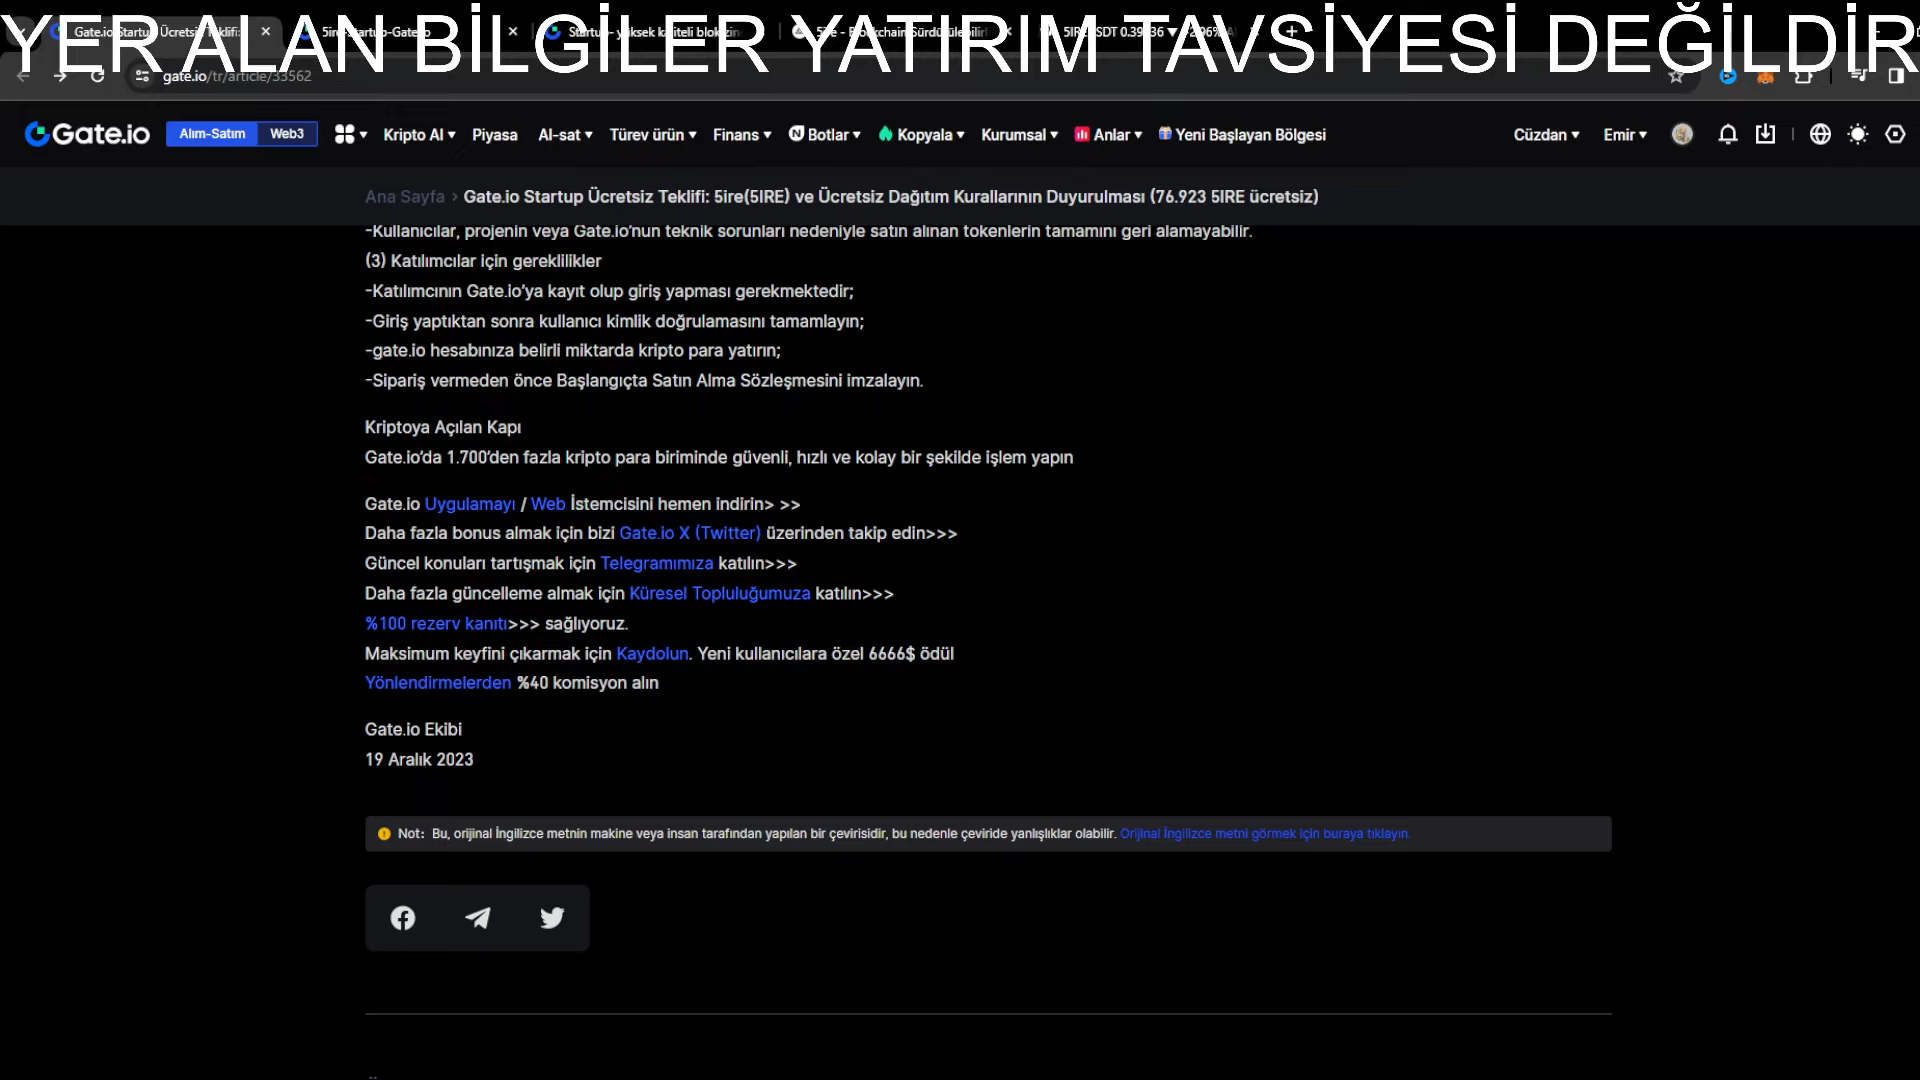 YER ALAN BİLGİLER YATIRIM TAVSİYESİ DEĞİLDİR
gate.io/tr/article/33562
Gate.io Alım-Satım Web3 Kripto Al Piyasa Al-sat Türev ürün Finans Botlar Kopyala Kurumsal Anlar Yeni Başlayan Bölgesi Cüzdan Emir
Ana Sayfa > Gate.io Startup Ücretsiz Teklifi: 5ire(5IRE) ve Ücretsiz Dağıtım Kurallarının Duyurulması (76.923 5IRE ücretsiz)
-Kullanıcılar, projenin veya Gate.io’nun teknik sorunları nedeniyle satın alınan tokenlerin tamamını geri alamayabilir.
(3) Katılımcılar için gereklilikler
-Katılımcının Gate.io’ya kayıt olup giriş yapması gerekmektedir;
-Giriş yaptıktan sonra kullanıcı kimlik doğrulamasını tamamlayın;
-gate.io hesabınıza belirli miktarda kripto para yatırın;
-Sipariş vermeden önce Başlangıçta Satın Alma Sözleşmesini imzalayın.
Kriptoya Açılan Kapı
Gate.io’da 1.700’den fazla kripto para biriminde güvenli, hızlı ve kolay bir şekilde işlem yapın
Gate.io Uygulamayı / Web İstemcisini hemen indirin> >>
Daha fazla bonus almak için bizi Gate.io X (Twitter) üzerinden takip edin>>>
Güncel konuları tartışmak için Telegramımıza katılın>>>
Daha fazla güncelleme almak için Küresel Topluluğumuza katılın>>>
%100 rezerv kanıtı>>> sağlıyoruz.
Maksimum keyfini çıkarmak için Kaydolun. Yeni kullanıcılara özel 6666$ ödül
Yönlendirmelerden %40 komisyon alın
Gate.io Ekibi
19 Aralık 2023
Not: Bu, orijinal İngilizce metnin makine veya insan tarafından yapılan bir çevirisidir, bu nedenle çeviride yanlışlıklar olabilir. Orijinal İngilizce metni görmek için buraya tıklayın.